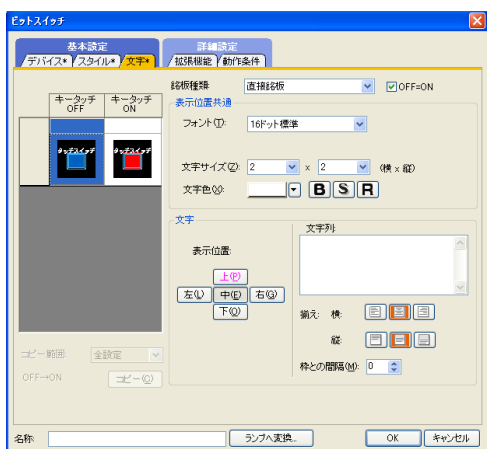 ビットスイッチ
基本設定
詳細設定
デバイス* スタイル* 文字* 拡張機能 動作条件
銘板種類: 直接銘板 OFF=ON
キータッチ OFF
キータッチ ON
表示位置共通
フォント(T): 16ドット標準
タッチスイッチ タッチスイッチ
文字サイズ(Z): 2 × 2 (横 x 縦)
文字色(X): B S R
文字
文字列:
表示位置:
上(P)
左(L) 中(E) 右(G)
下(O)
揃え: 横:
縦:
コピー範囲: 全設定
枠との間隔(M): 0
OFF→ON コピー(C)
名称: ランプへ変換... OK キャンセル